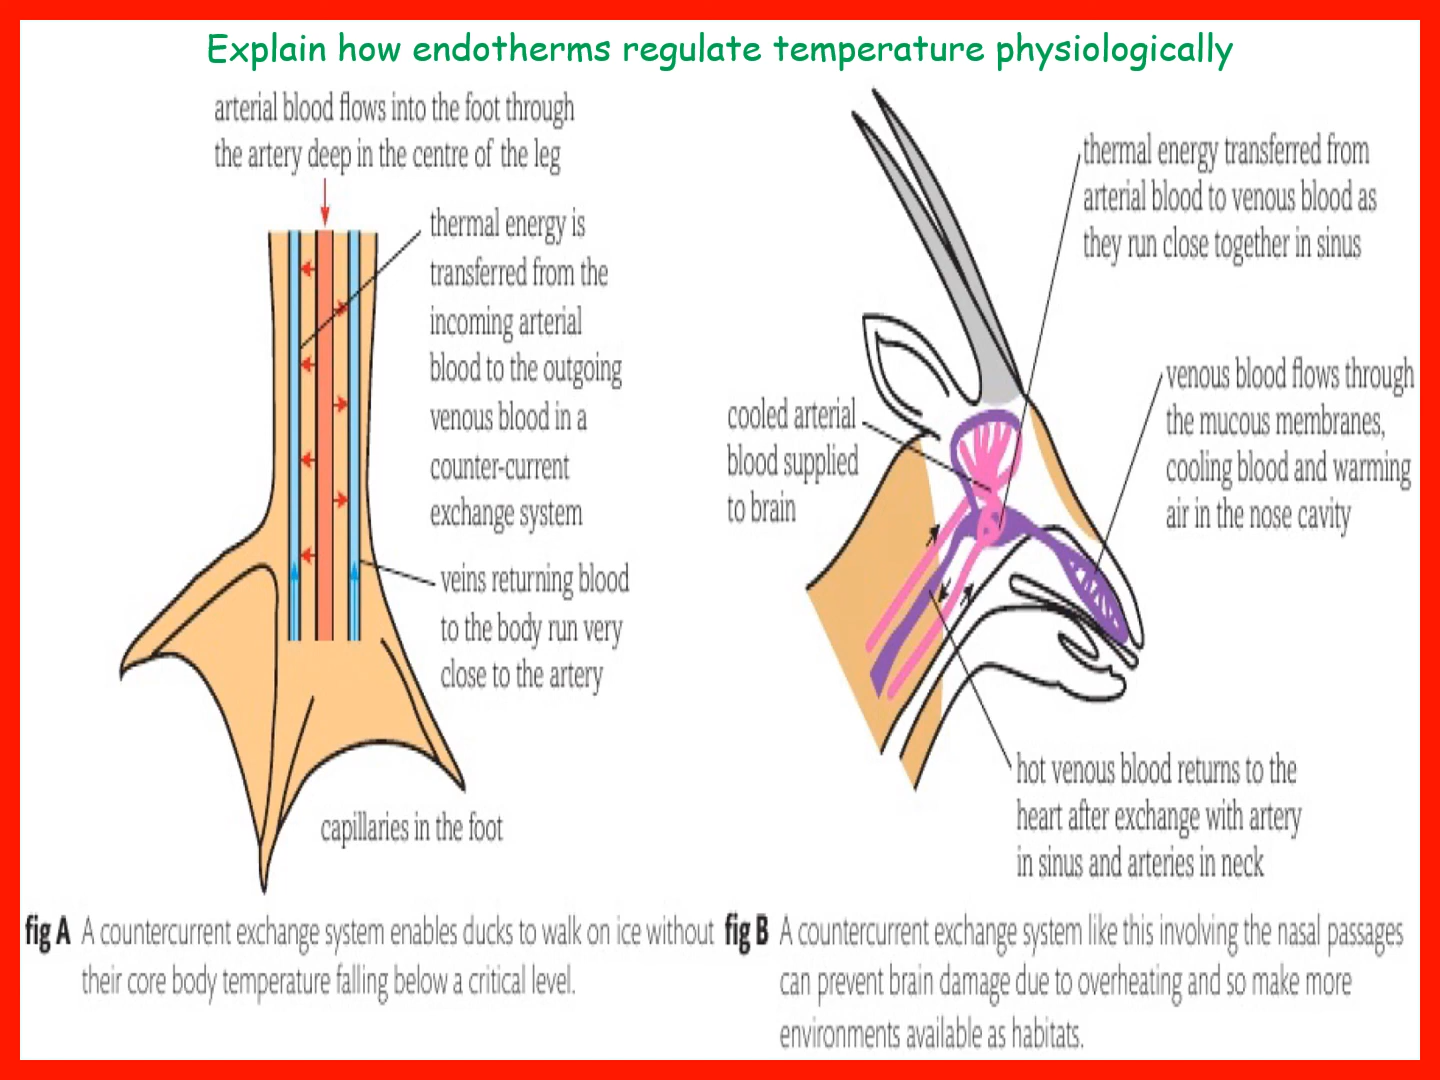 Explain how endotherms regulate temperature physiologically
arterial blood flows into the foot through
the artery deep in the centre of the leg
thermal energy is
transferred from the
incoming arterial
blood to the outgoing
venous blood in a
counter-current
exchange system
veins returning blood
to the body run very
close to the artery
capillaries in the foot
fig A A countercurrent exchange system enables ducks to walk on ice without
their core body temperature falling below a critical level.
thermal energy transferred from
arterial blood to venous blood as
they run close together in sinus
venous blood flows through
the mucous membranes,
cooling blood and warming
air in the nose cavity
cooled arterial
blood supplied
to brain
hot venous blood returns to the
heart after exchange with artery
in sinus and arteries in neck
fig B A countercurrent exchange system like this involving the nasal passages
can prevent brain damage due to overheating and so make more
environments available as habitats.